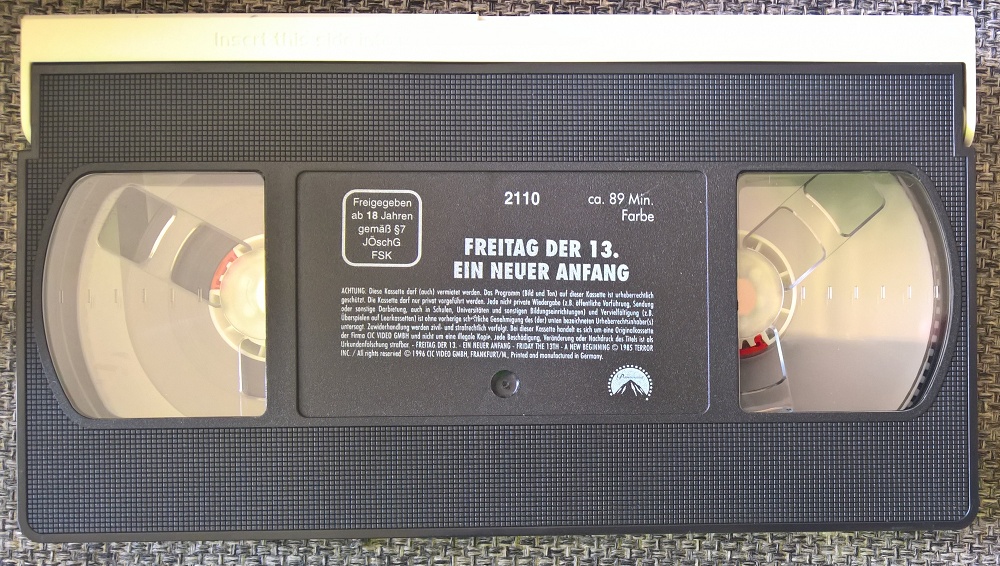 Freigegeben
ab 18 Jahren
gemäß §7
JÖschG
FSK
2110
ca. 89 Min.
Farbe
FREITAG DER 13.
EIN NEUER ANFANG
ACHTUNG. Diese Kassette darf (auch) vermietet werden. Das Programm (Bild und Ton) auf dieser Kassette ist urheberrechtlich
geschützt. Die Kassette darf nur privat vorgeführt werden. Jede nicht private Wiedergabe (z.B. öffentliche Vorführung, Sendung
oder sonstige Darbietung, auch in Schulen, Universitäten und sonstigen Bildungseinrichtungen) und Vervielfältigung (z.B.
Überspielen auf Leerkassetten) ist ohne vorherige schriftliche Genehmigung des (der) unten bezeichneten Urheberrechtsinhaber(s)
untersagt. Zuwiderhandlung werden zivil- und strafrechtlich verfolgt. Bei dieser Kassette handelt es sich um eine Originalkassette
der Firma CIC VIDEO GMBH und nicht um eine illegale Kopie. Jede Beschädigung, Veränderung oder Nachdruck des Titels ist als
Urkundenfälschung strafbar. - FREITAG DER 13. - EIN NEUER ANFANG - FRIDAY THE 13TH - A NEW BEGINNING © 1985 TERROR
INC. / All rights reserved © 1996 CIC VIDEO GMBH, FRANKFURT/M., Printed and manufactured in Germany.
Paramount